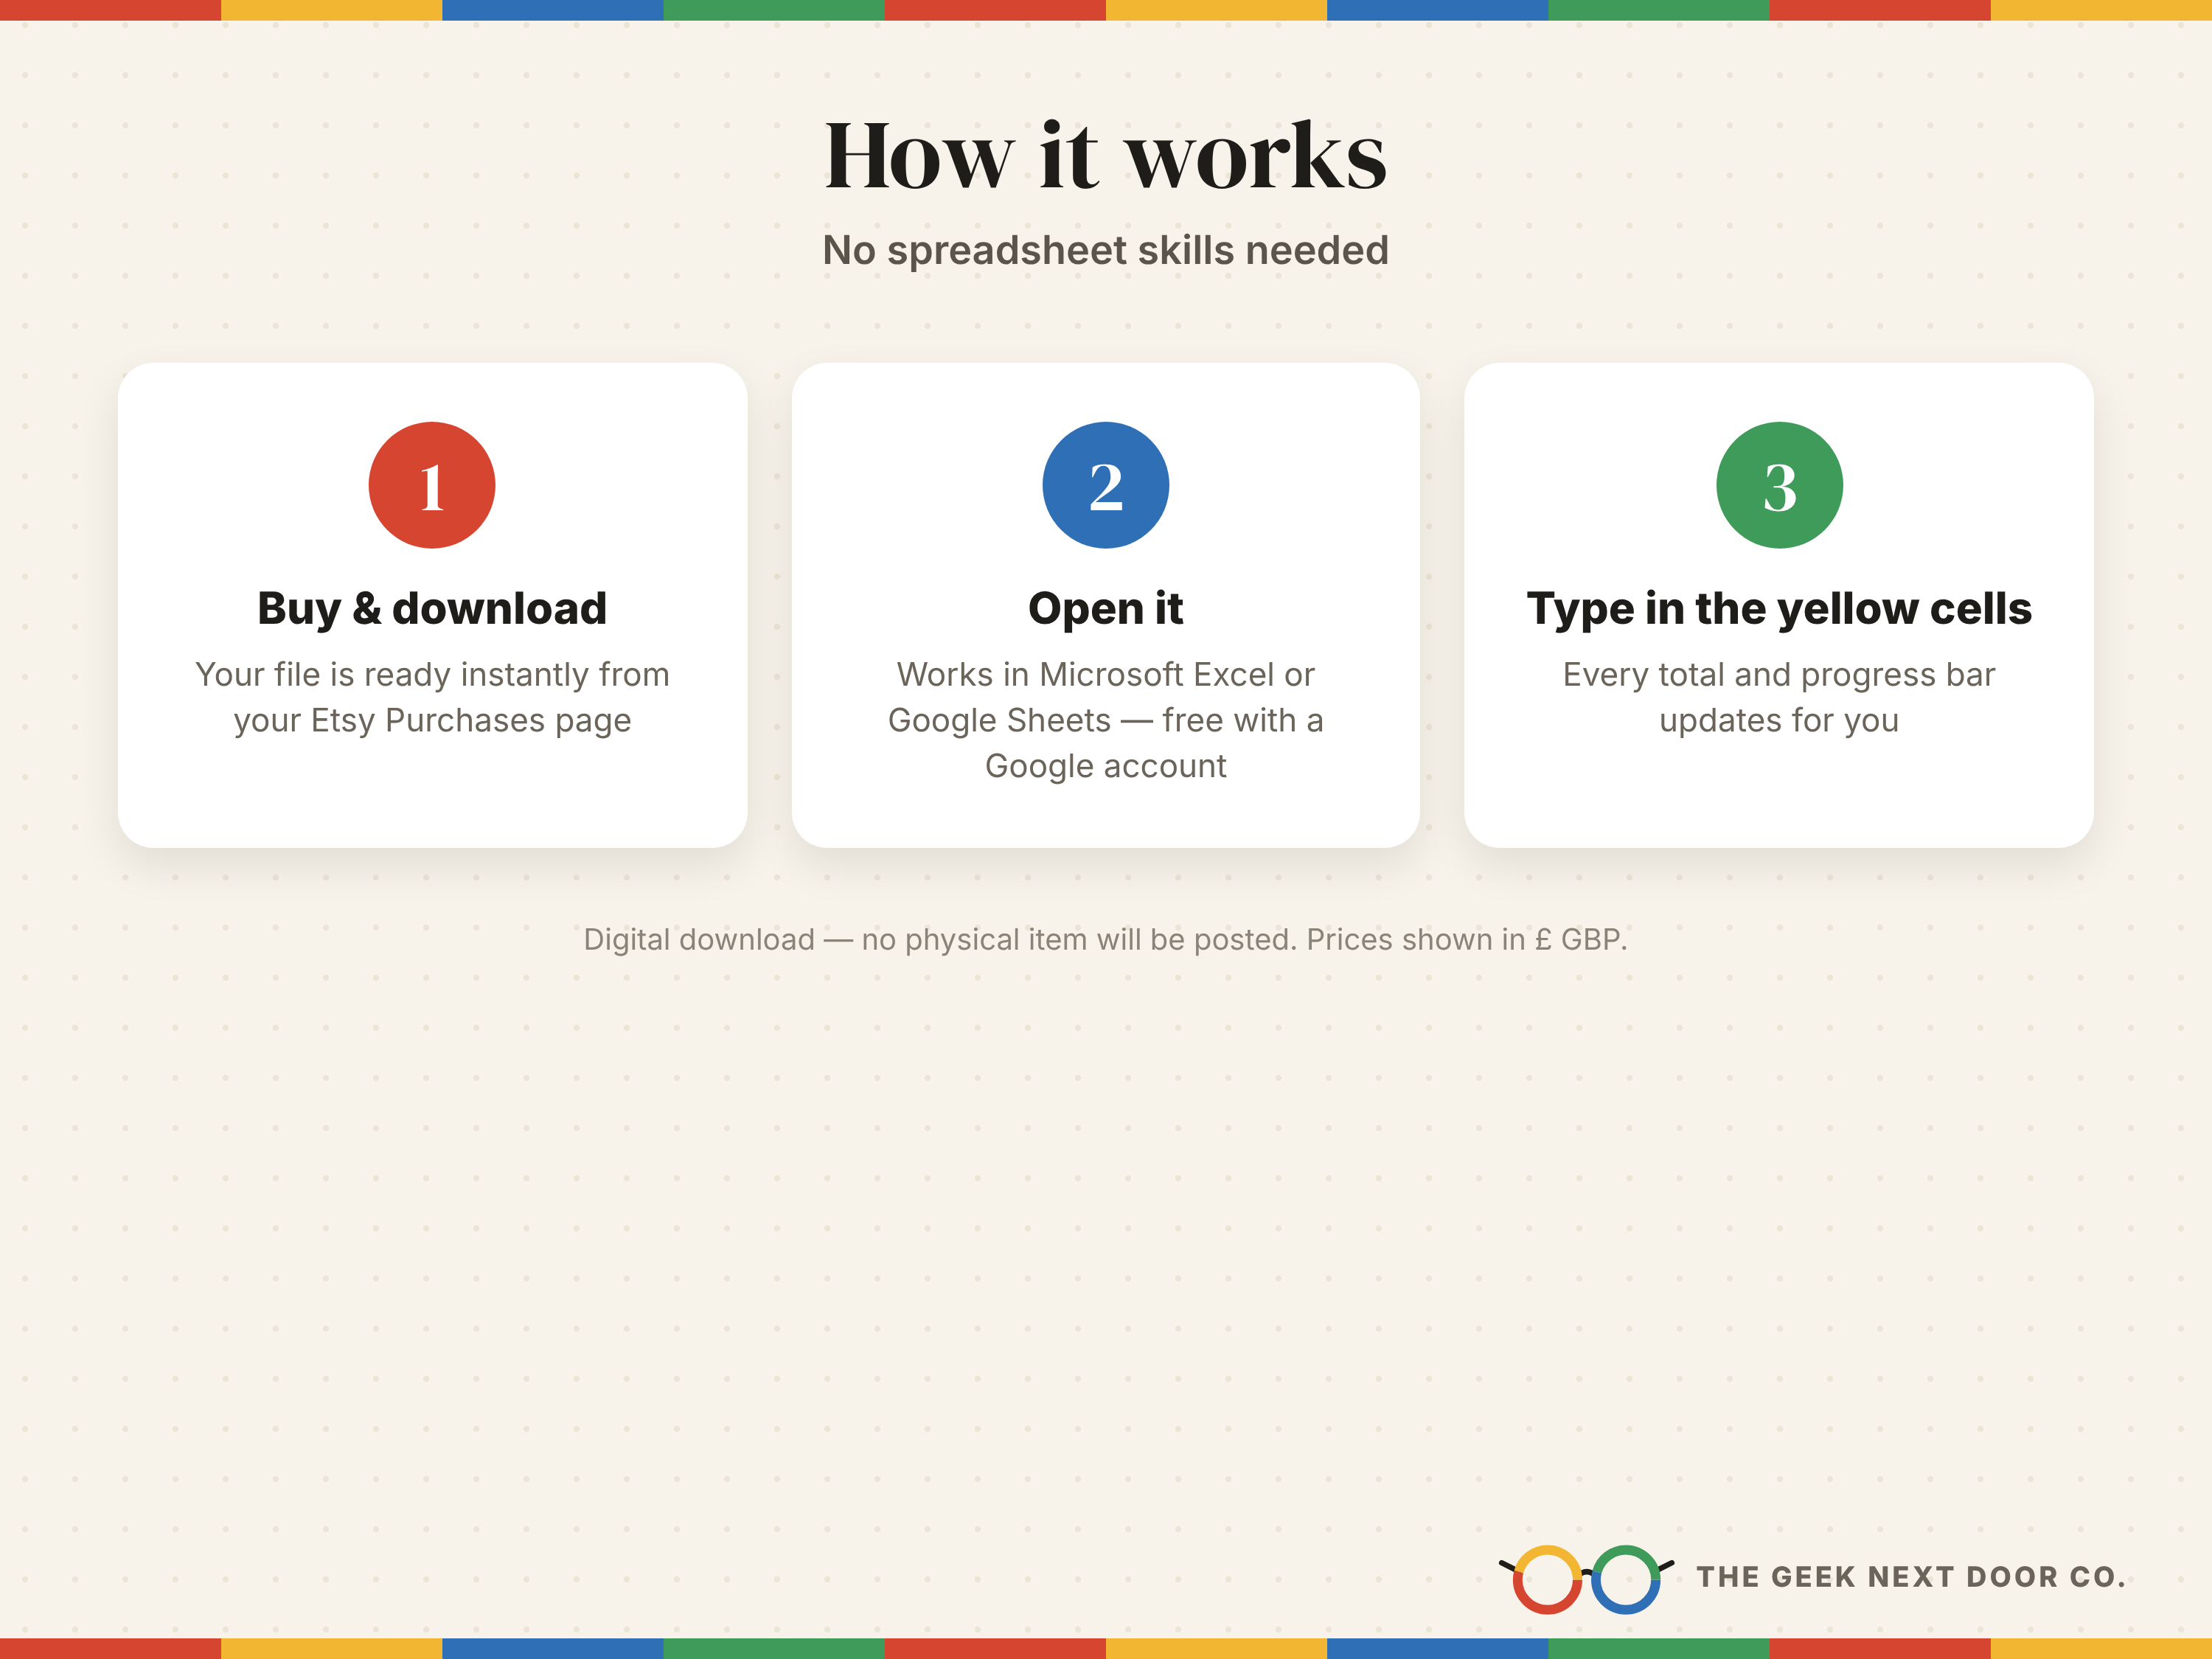 How it works
No spreadsheet skills needed
1
Buy & download
Your file is ready instantly from
your Etsy Purchases page
2
Open it
Works in Microsoft Excel or
Google Sheets — free with a
Google account
3
Type in the yellow cells
Every total and progress bar
updates for you
Digital download — no physical item will be posted. Prices shown in £ GBP.
THE GEEK NEXT DOOR CO.